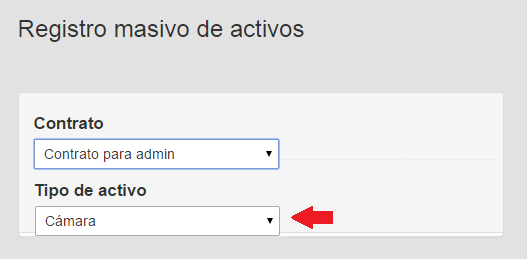 Registro masivo de activos
Contrato
Contrato para admin
Tipo de activo
Cámara